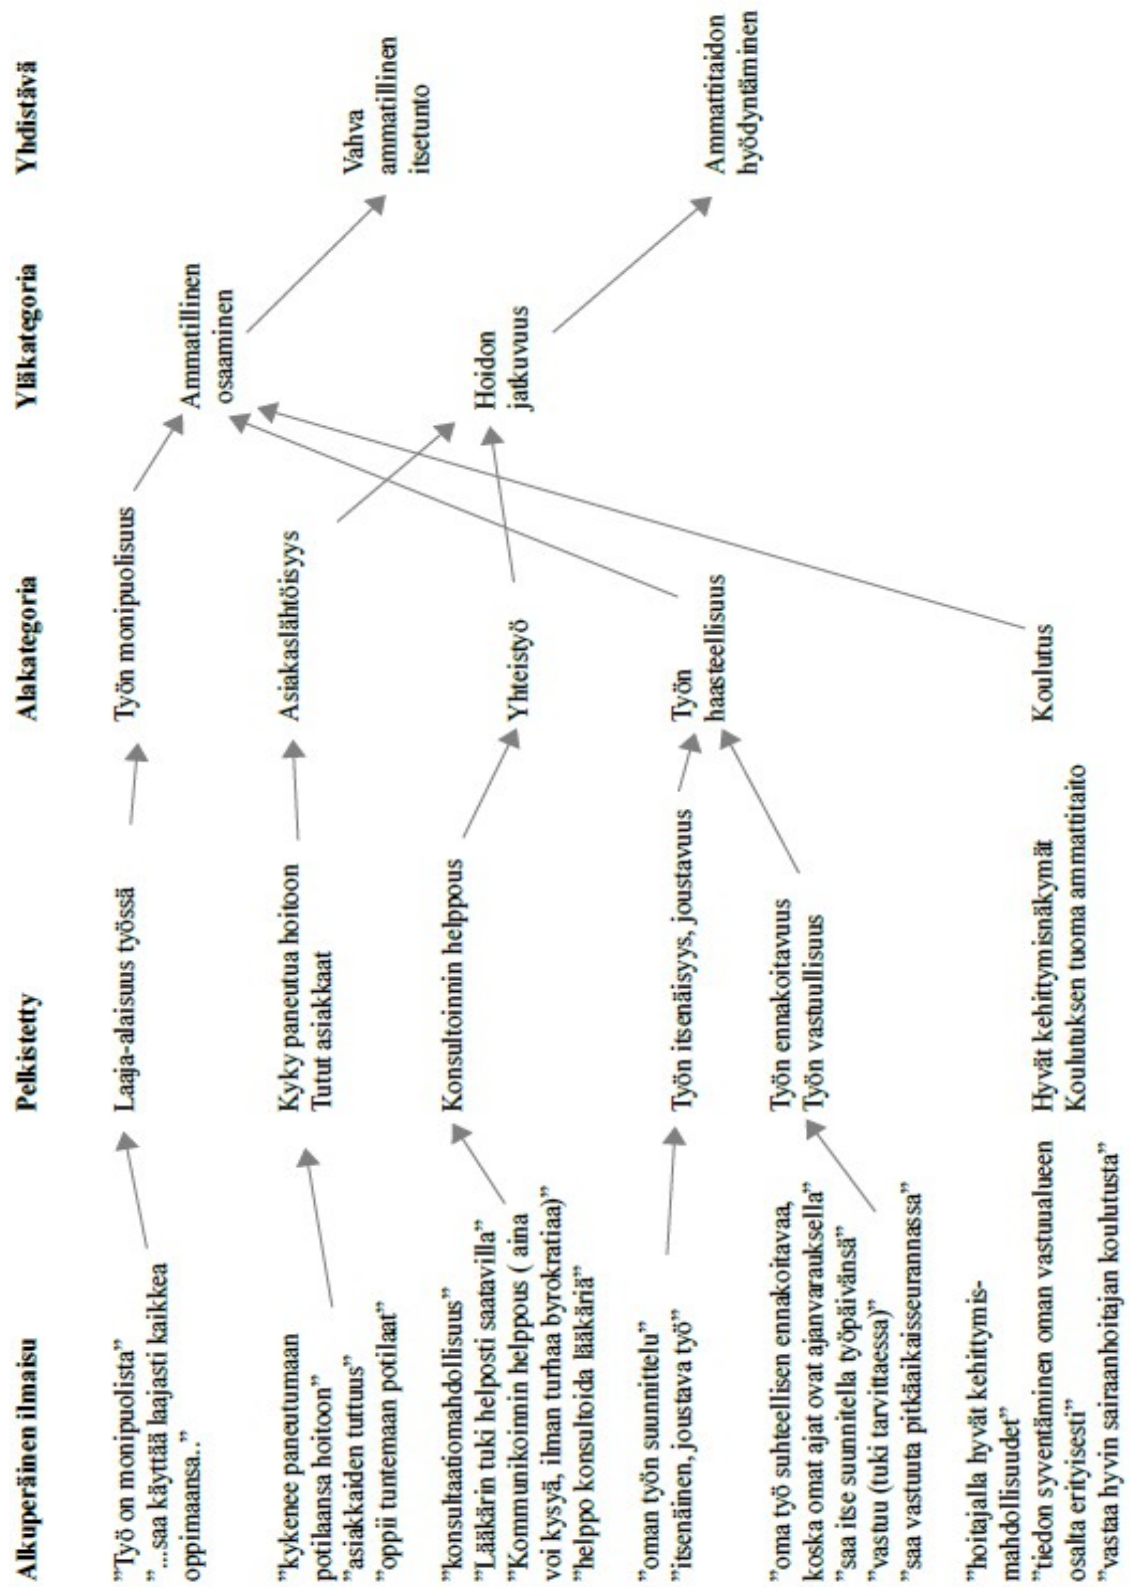 Alkuperäinen ilmaisu
Pelkistetty
Alakategoria
Yläkategoria
Yhdistävä
”Työ on monipuolista”
”...saa käyttää laajasti kaikkea
oppimaansa..”
Laaja-alaisuus työssä
Työn monipuolisuus
Ammatillinen
osaaminen
Vahva
ammatillinen
itsetunto
”kykenee paneutumaan
potilaansa hoitoon”
”asiakkaiden tuttuus”
”oppii tuntemaan potilaat”
Kyky paneutua hoitoon
Tutut asiakkaat
Asiakaslähtöisyys
”konsultaatiomahdollisuus”
”Lääkärin tuki helposti saatavilla”
”Kommunikoinnin helppous ( aina
voi kysyä, ilman turhaa byrokratiaa)”
”helppo konsultoida lääkäriä”
Konsultoinnin helppous
Yhteistyö
Hoidon
jatkuvuus
Ammattitaidon
hyödyntäminen
”oman työn suunnittelu”
”itsenäinen, joustava työ”
Työn itsenäisyys, joustavuus
Työn
haasteellisuus
”oma työ suhteellisen ennakoitavaa,
koska omat ajat ovat ajanvarauksella”
”saa itse suunnitella työpäivänsä”
”vastuu (tuki tarvittaessa)”
”saa vastuuta pitkäaikaisseurannassa”
Työn ennakoitavuus
Työn vastuullisuus
”hoitajalla hyvät kehittymis-
mahdollisuudet”
”tiedon syventäminen oman vastuualueen
osalta erityisesti”
”vastaa hyvin sairaanhoitajan koulutusta”
Hyvät kehittymisnäkymät
Koulutuksen tuoma ammattitaito
Koulutus